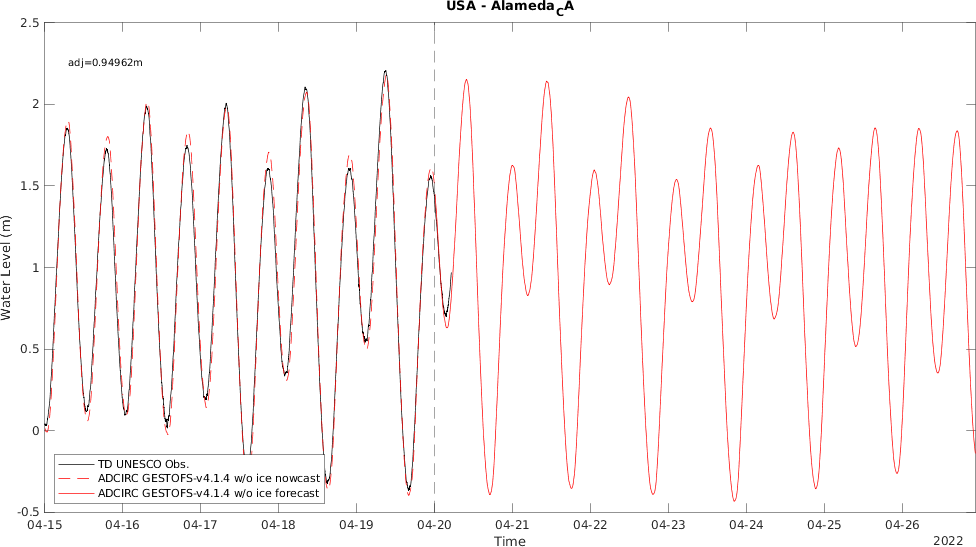 USA - Alameda_CA
2.5
adj=0.94962m
2
1.5
Water Level (m)
1
0.5
0
TD UNESCO Obs.
ADCIRC GESTOFS-v4.1.4 w/o ice nowcast
ADCIRC GESTOFS-v4.1.4 w/o ice forecast
-0.5
04-15 04-16 04-17 04-18 04-19 04-20 04-21 04-22 04-23 04-24 04-25 04-26
Time
2022